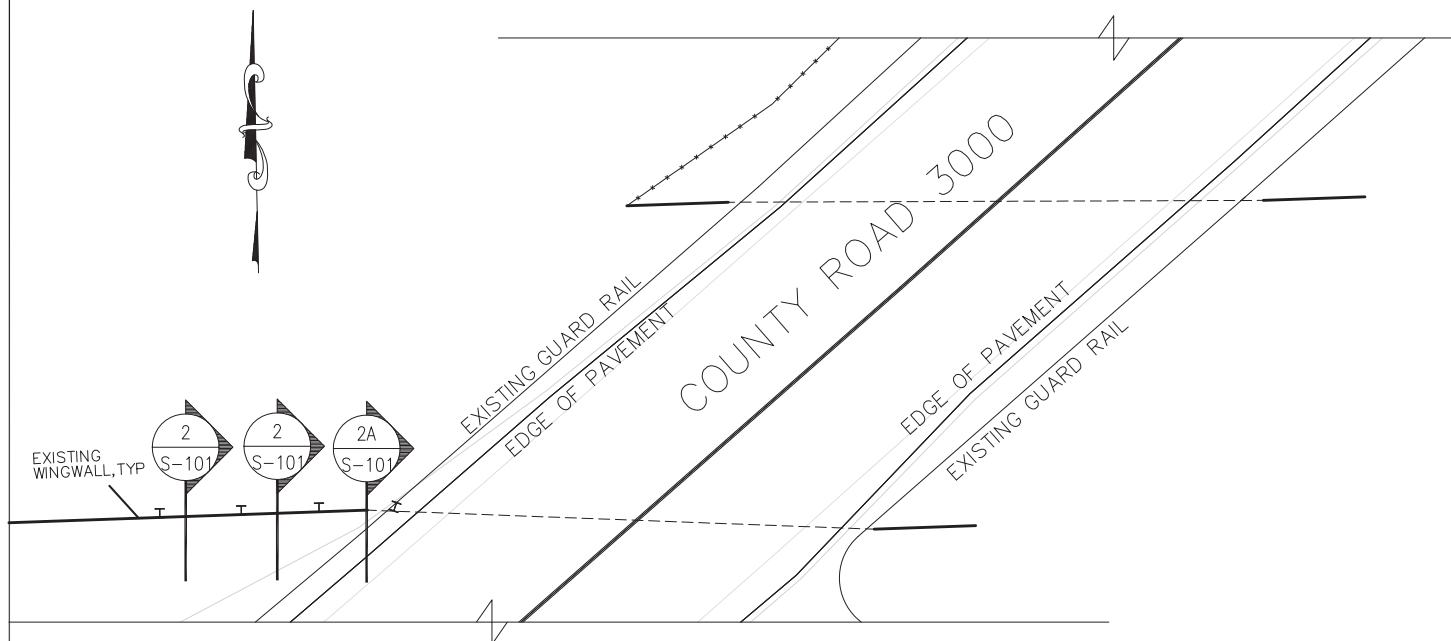 COUNTY ROAD 3000
EXISTING GUARD RAIL
EDGE OF PAVEMENT
EDGE OF PAVEMENT
EXISTING GUARD RAIL
2
S-101
2
S-101
2A
S-101
EXISTING
WINGWALL, TYP